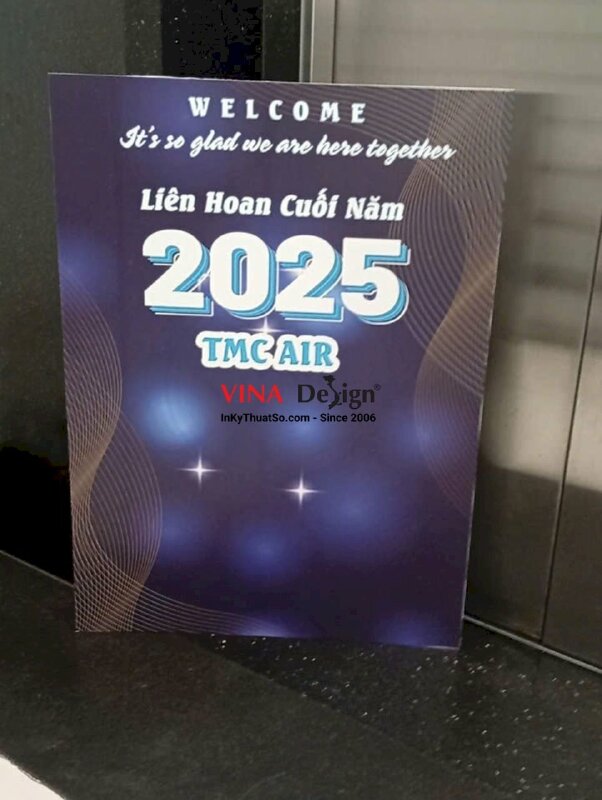 WELCOME
It's so glad we are here together
Liên Hoan Cuối Năm
2025
TMC AIR
VINA Design®
InKyThuatSo.com - Since 2006